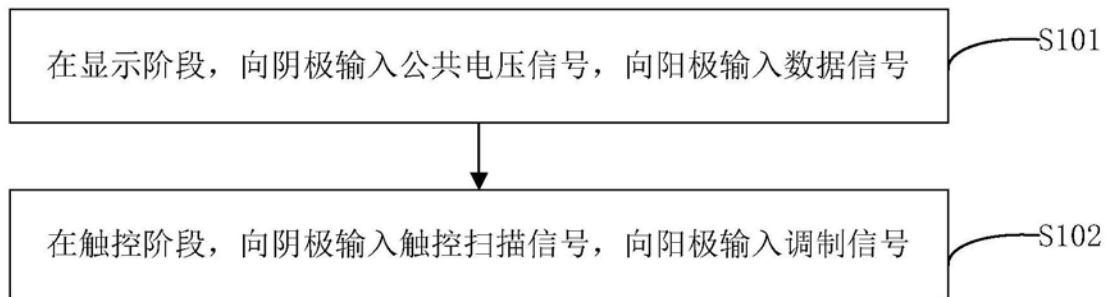 在显示阶段，向阴极输入公共电压信号，向阳极输入数据信号
S101
在触控阶段，向阴极输入触控扫描信号，向阳极输入调制信号
S102